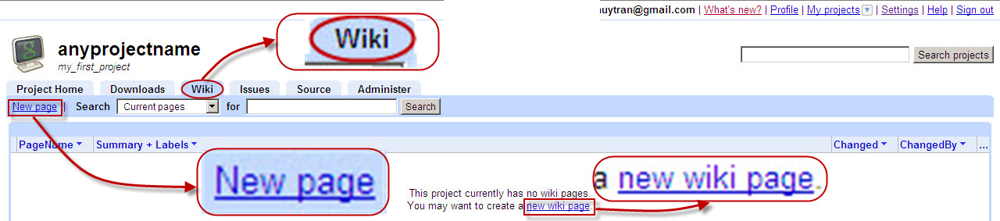 nuytran@gmail.com | What's new? | Profile | My projects | Settings | Help | Sign out
Wiki
anyprojectname
my_first_project
Search projects
Project Home Downloads Wiki Issues Source Administer
New page | Search Current pages for Search
PageName Summary + Labels Changed ChangedBy ...
New page
a new wiki page.
This project currently has no wiki pages.
You may want to create a new wiki page.